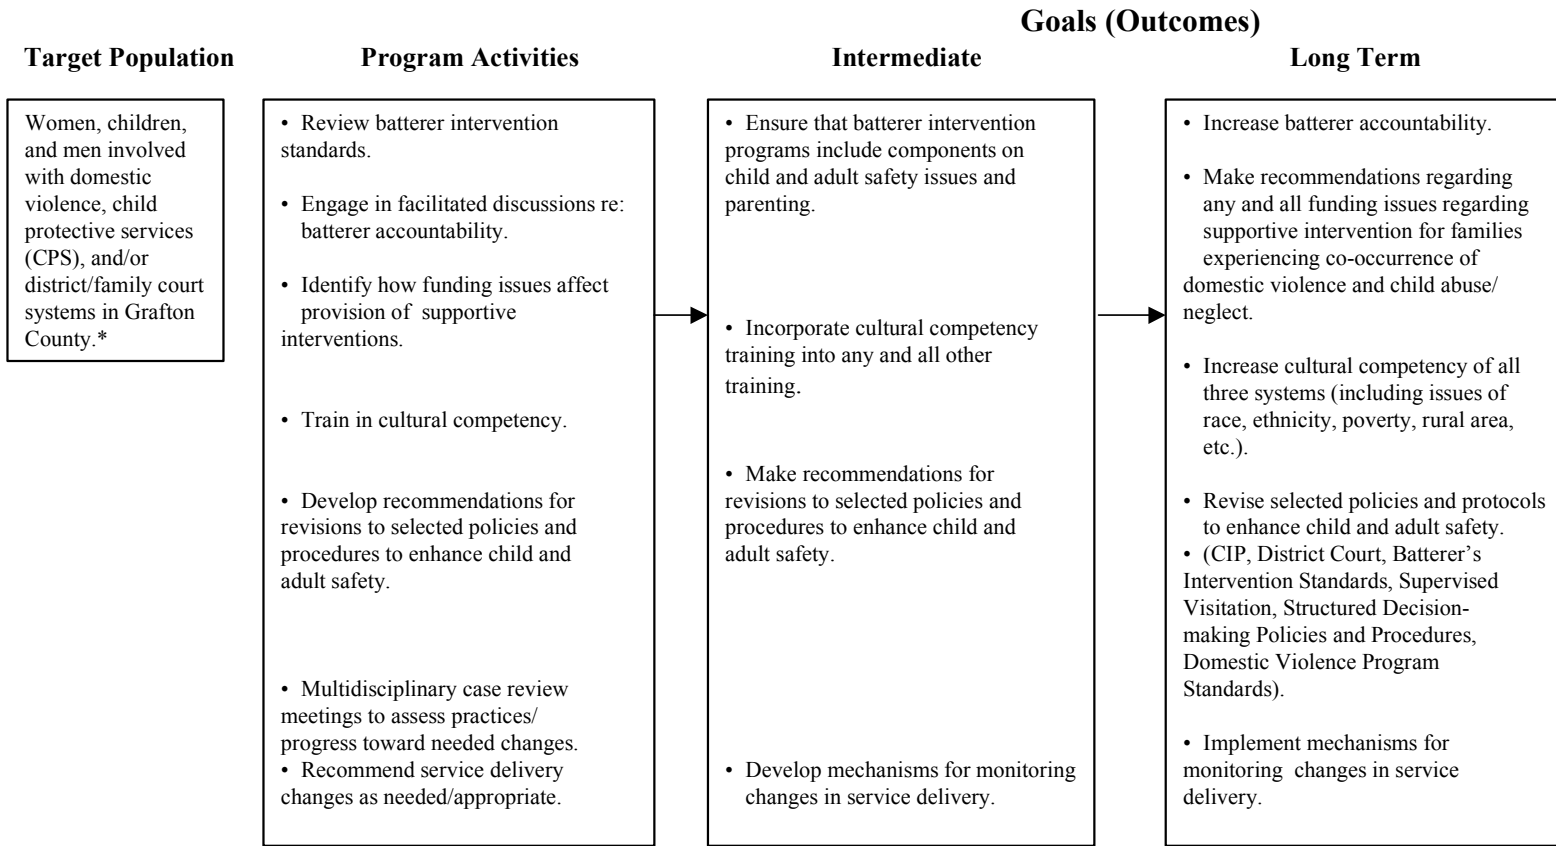 Goals (Outcomes)
Target Population
Program Activities
Intermediate
Long Term
Women, children,
and men involved
with domestic
violence, child
protective services
(CPS), and/or
district/family court
systems in Grafton
County.*
• Review batterer intervention
standards.
• Engage in facilitated discussions re:
batterer accountability.
• Identify how funding issues affect
provision of supportive
interventions.
• Train in cultural competency.
• Develop recommendations for
revisions to selected policies and
procedures to enhance child and
adult safety.
• Multidisciplinary case review
meetings to assess practices/
progress toward needed changes.
• Recommend service delivery
changes as needed/appropriate.
• Ensure that batterer intervention
programs include components on
child and adult safety issues and
parenting.
• Incorporate cultural competency
training into any and all other
training.
• Make recommendations for
revisions to selected policies and
procedures to enhance child and
adult safety.
• Develop mechanisms for monitoring
changes in service delivery.
• Increase batterer accountability.
• Make recommendations regarding
any and all funding issues regarding
supportive intervention for families
experiencing co-occurrence of
domestic violence and child abuse/
neglect.
• Increase cultural competency of all
three systems (including issues of
race, ethnicity, poverty, rural area,
etc.).
• Revise selected policies and protocols
to enhance child and adult safety.
• (CIP, District Court, Batterer’s
Intervention Standards, Supervised
Visitation, Structured Decision-
making Policies and Procedures,
Domestic Violence Program
Standards).
• Implement mechanisms for
monitoring changes in service
delivery.